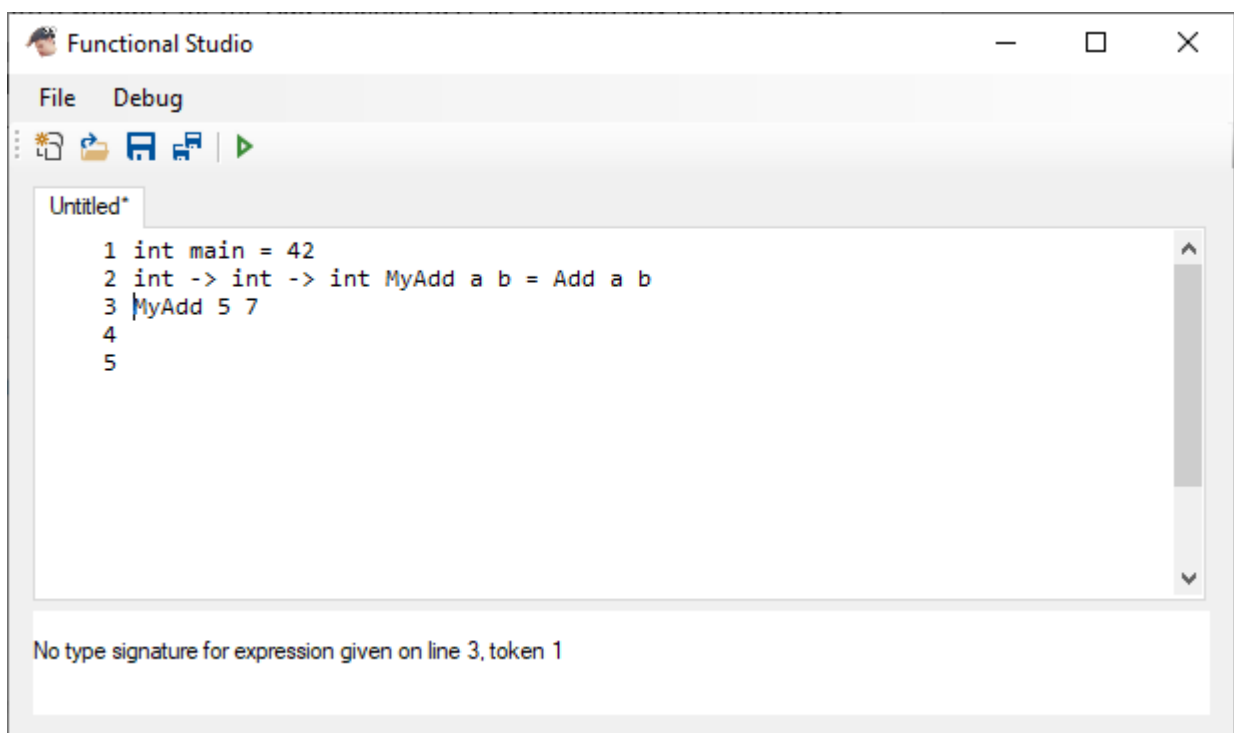 Functional Studio
File Debug
Untitled*
1 int main = 42
2 int -> int -> int MyAdd a b = Add a b
3 MyAdd 5 7
4
5
No type signature for expression given on line 3, token 1